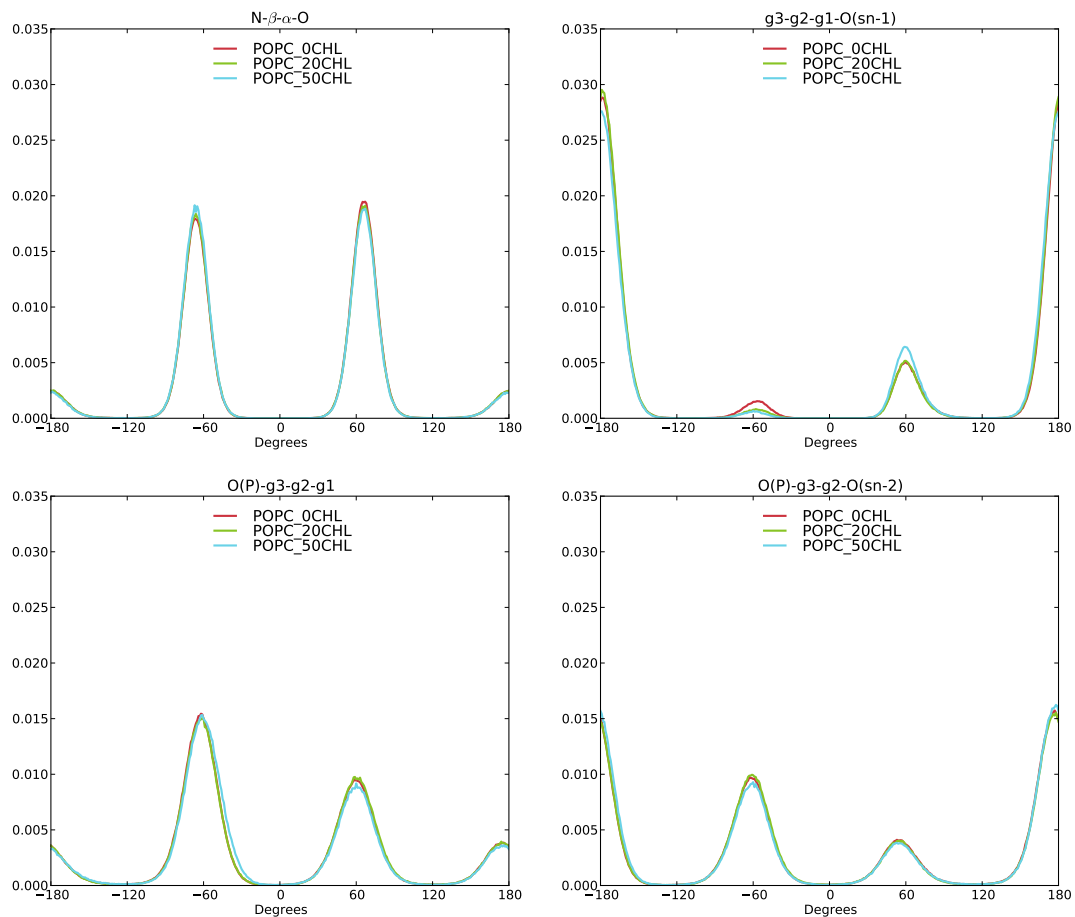 N-β-α-O
0.035
0.030
0.025
0.020
0.015
0.010
0.005
0.000
POPC_0CHL
POPC_20CHL
POPC_50CHL
−180 −120 −60 0 60 120 180
Degrees
g3-g2-g1-O(sn-1)
0.035
0.030
0.025
0.020
0.015
0.010
0.005
0.000
POPC_0CHL
POPC_20CHL
POPC_50CHL
−180 −120 −60 0 60 120 180
Degrees
O(P)-g3-g2-g1
0.035
0.030
0.025
0.020
0.015
0.010
0.005
0.000
POPC_0CHL
POPC_20CHL
POPC_50CHL
−180 −120 −60 0 60 120 180
Degrees
O(P)-g3-g2-O(sn-2)
0.035
0.030
0.025
0.020
0.015
0.010
0.005
0.000
POPC_0CHL
POPC_20CHL
POPC_50CHL
−180 −120 −60 0 60 120 180
Degrees